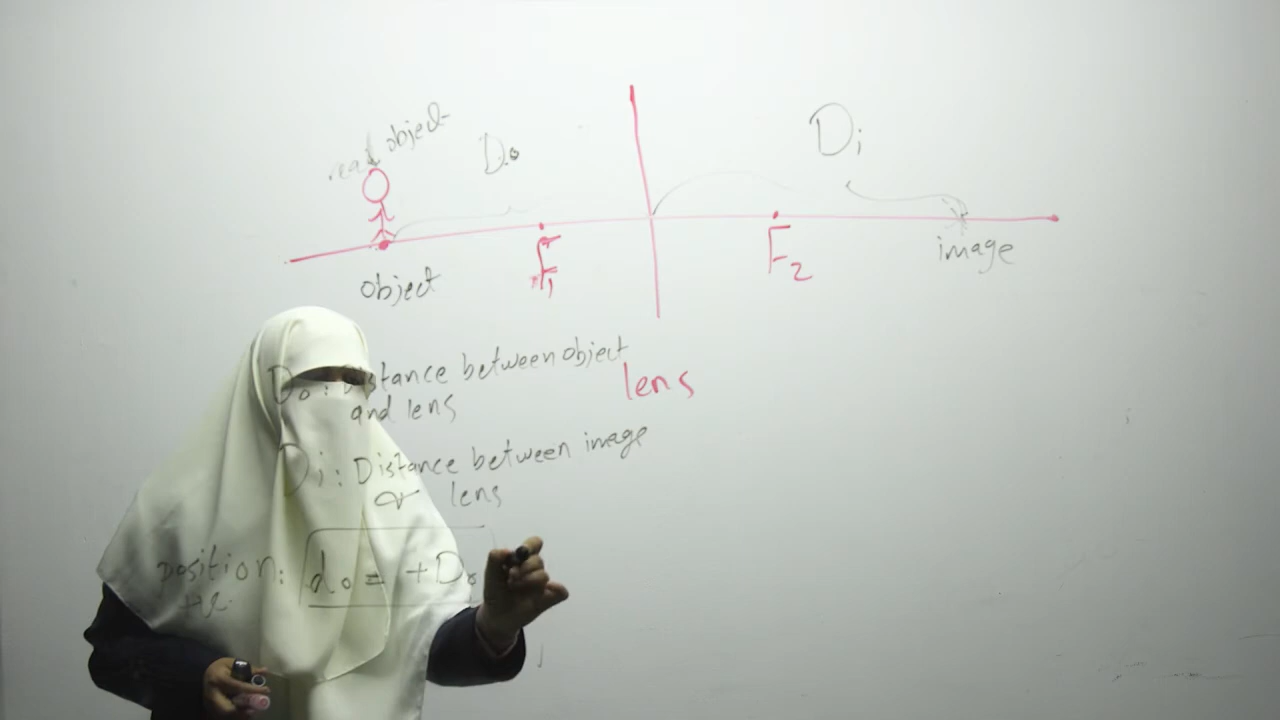 real object
Do
Di
F1
F2
image
object
Do: Distance between object
and lens
lens
Di: Distance between image
& lens
position: do = +Do
+ve